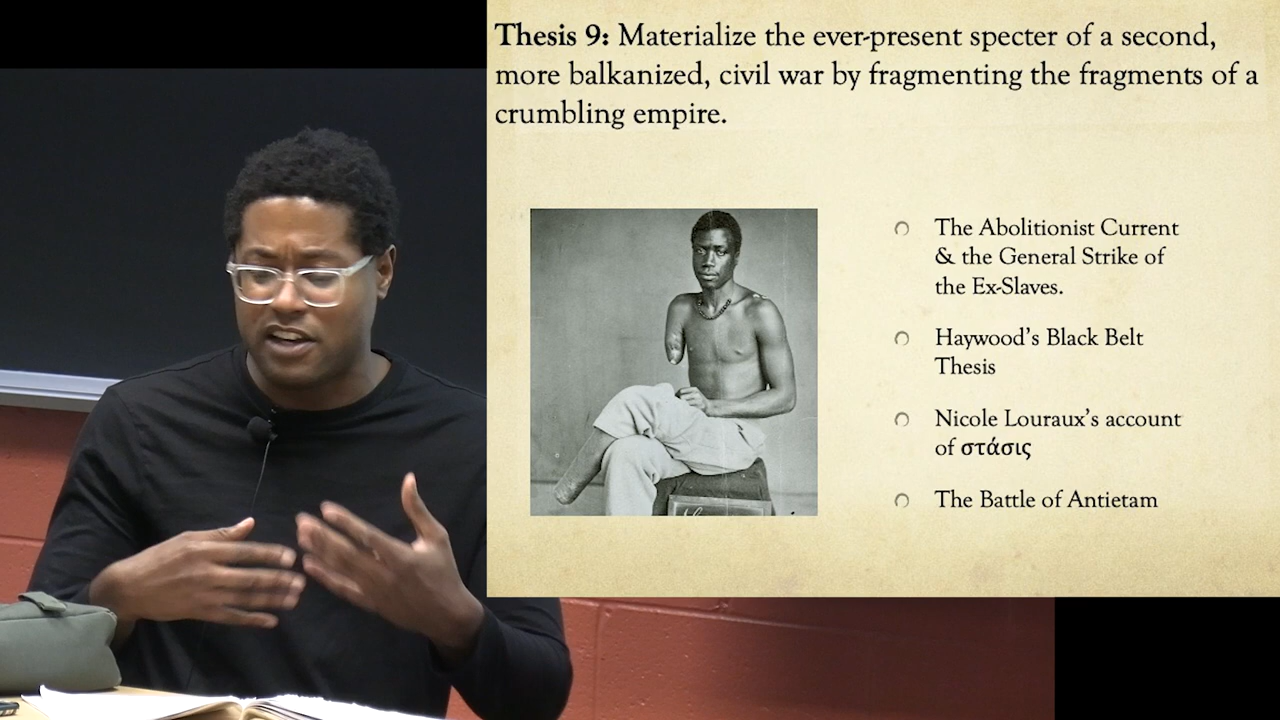 Thesis 9: Materialize the ever-present specter of a second,
more balkanized, civil war by fragmenting the fragments of a
crumbling empire.
The Abolitionist Current
& the General Strike of
the Ex-Slaves.
Haywood's Black Belt
Thesis
Nicole Louraux's account
of στάσις
The Battle of Antietam